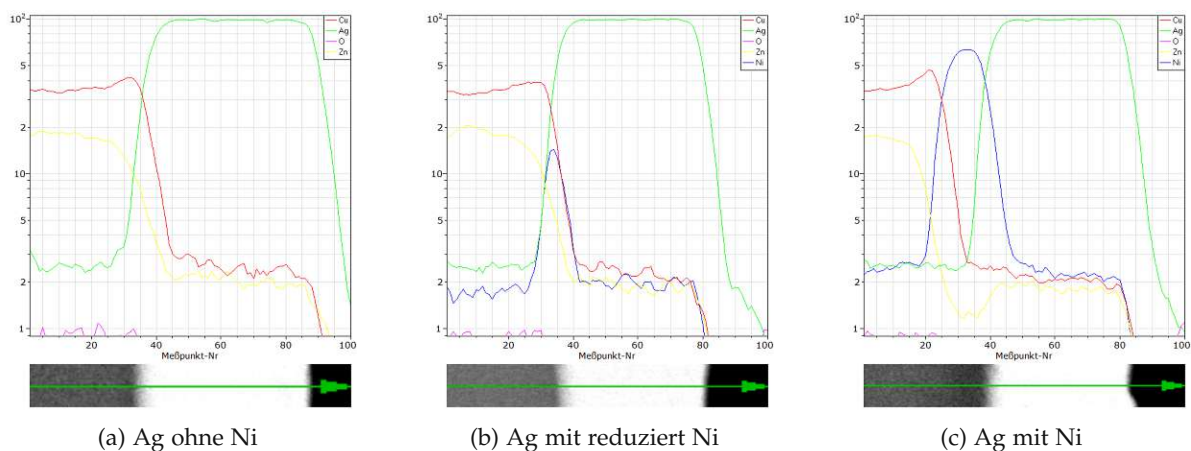 10²
5
2
10
5
2
1
20
40
60
80
100
Meßpunkt-Nr
Cu
Ag
O
Zn
(a) Ag ohne Ni
10²
5
2
10
5
2
1
20
40
60
80
100
Meßpunkt-Nr
Cu
Ag
O
Zn
Ni
(b) Ag mit reduziert Ni
10²
5
2
10
5
2
1
20
40
60
80
100
Meßpunkt-Nr
Cu
Ag
O
Zn
Ni
(c) Ag mit Ni